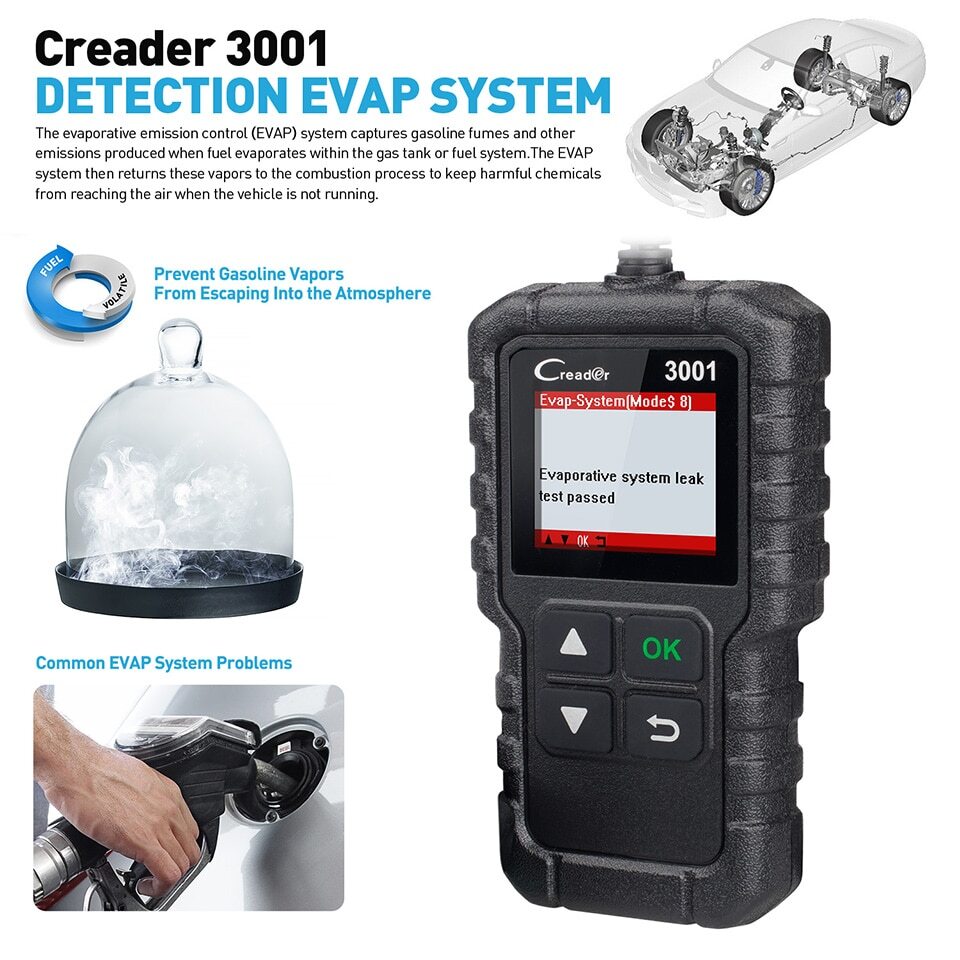 Creader 3001
DETECTION EVAP SYSTEM
The evaporative emission control (EVAP) system captures gasoline fumes and other
emissions produced when fuel evaporates within the gas tank or fuel system.The EVAP
system then returns these vapors to the combustion process to keep harmful chemicals
from reaching the air when the vehicle is not running.
FUEL
VOLATILE
Prevent Gasoline Vapors
From Escaping Into the Atmosphere
Creader 3001
Evap-System(Mode$ 8)
Evaporative system leak
test passed
OK
OK
Common EVAP System Problems